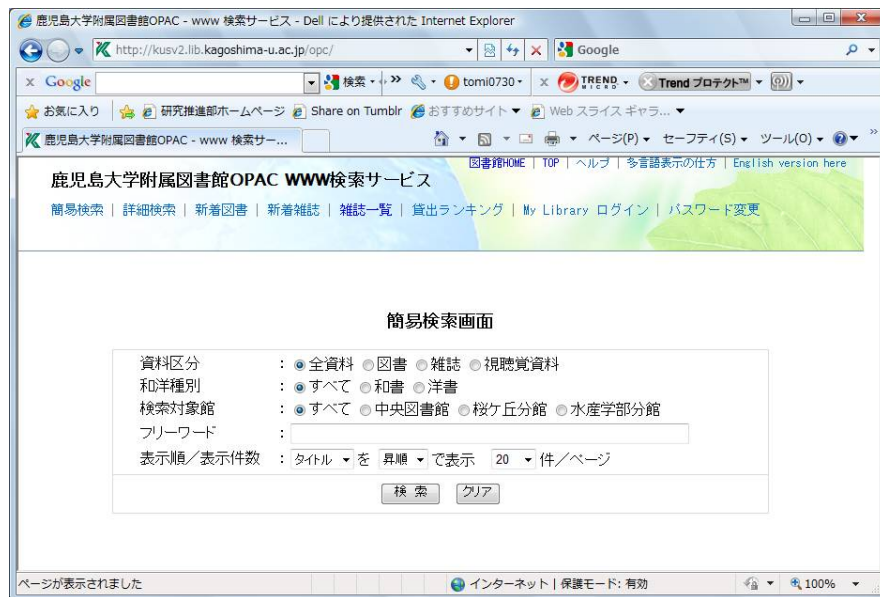 鹿児島大学附属図書館OPAC - www 検索サービス - Dell により提供された Internet Explorer
http://kusv2.lib.kagoshima-u.ac.jp/opc/ Google
x Google 検索 tomi0730 x TREND MICRO Trend プロテクト™
お気に入り 研究推進部ホームページ Share on Tumblr おすすめサイト Web スライス ギャラ...
鹿児島大学附属図書館OPAC - www 検索サー... ページ(P) セーフティ(S) ツール(O)
図書館HOME | TOP | ヘルプ | 多言語表示の仕方 | English version here
鹿児島大学附属図書館OPAC WWW検索サービス
簡易検索 | 詳細検索 | 新着図書 | 新着雑誌 | 雑誌一覧 | 貸出ランキング | My Library ログイン | パスワード変更
簡易検索画面
資料区分 : 全資料 図書 雑誌 視聴覚資料
和洋種別 : すべて 和書 洋書
検索対象館 : すべて 中央図書館 桜ケ丘分館 水産学部分館
フリーワード :
表示順/表示件数 : タイトル を 昇順 で表示 20 件/ページ
検 索 クリア
ページが表示されました インターネット | 保護モード: 有効 100%